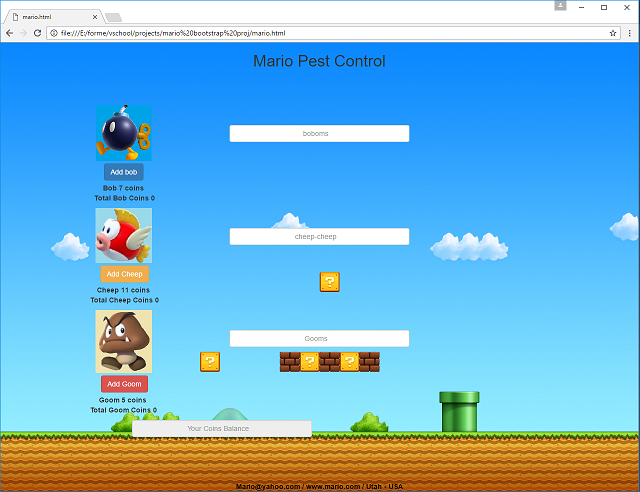 mario.html
file:///E:/forme/vschool/projects/mario%20bootstrap%20proj/mario.html
Mario Pest Control
boboms
Add bob
Bob 7 coins
Total Bob Coins 0
cheep-cheep
Add Cheep
Cheep 11 coins
Total Cheep Coins 0
Gooms
? ? ? ?
Add Goom
Goom 5 coins
Total Goom Coins 0
Your Coins Balance
Mario@yahoo.com / www.mario.com / Utah - USA